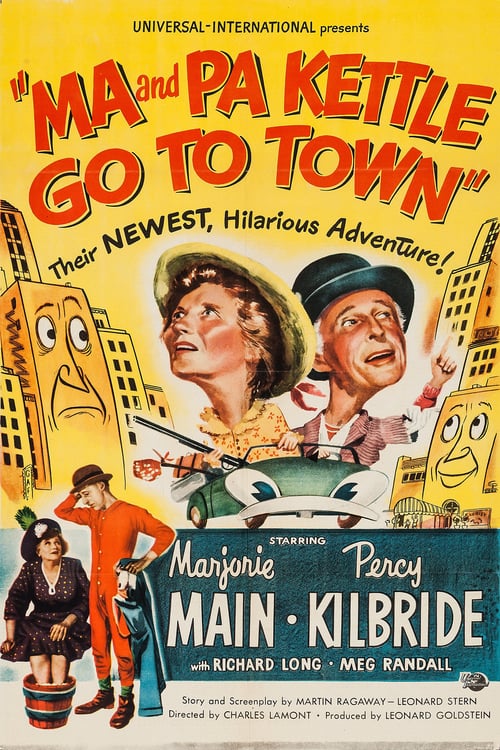 UNIVERSAL-INTERNATIONAL presents
"MA and PA KETTLE
GO TO TOWN"
Their NEWEST, Hilarious Adventure!
STARRING
Marjorie Percy
MAIN · KILBRIDE
with RICHARD LONG · MEG RANDALL
Story and Screenplay by MARTIN RAGAWAY — LEONARD STERN
Directed by CHARLES LAMONT · Produced by LEONARD GOLDSTEIN